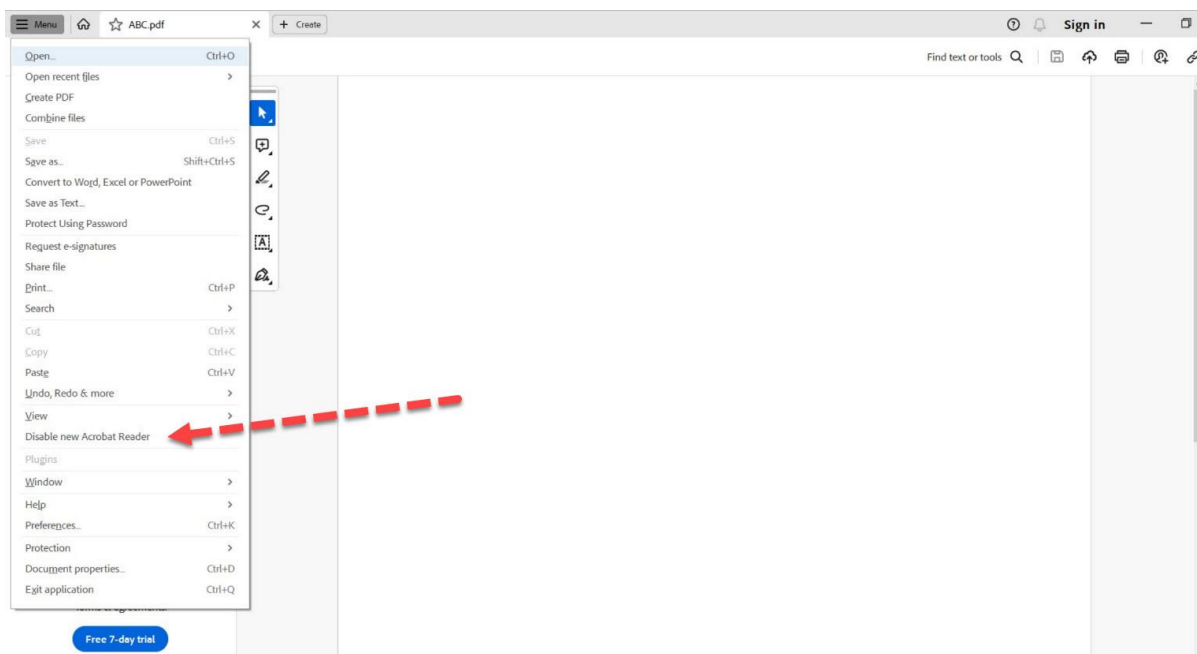 Menu
ABC.pdf
+ Create
Sign in
Find text or tools
Open... Ctrl+O
Open recent files
Create PDF
Combine files
Save Ctrl+S
Save as... Shift+Ctrl+S
Convert to Word, Excel or PowerPoint
Save as Text...
Protect Using Password
Request e-signatures
Share file
Print... Ctrl+P
Search
Cut Ctrl+X
Copy Ctrl+C
Paste Ctrl+V
Undo, Redo & more
View
Disable new Acrobat Reader
Plugins
Window
Help
Preferences... Ctrl+K
Protection
Document properties... Ctrl+D
Exit application Ctrl+Q
Free 7-day trial